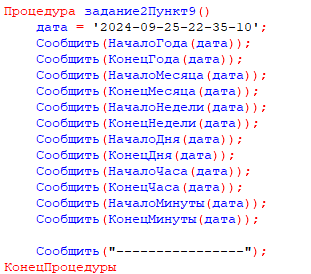 Процедура задание2Пункт9()
дата = '2024-09-25-22-35-10';
Сообщить(НачалоГода(дата));
Сообщить(КонецГода(дата));
Сообщить(НачалоМесяца(дата));
Сообщить(КонецМесяца(дата));
Сообщить(НачалоНедели(дата));
Сообщить(КонецНедели(дата));
Сообщить(НачалоДня(дата));
Сообщить(КонецДня(дата));
Сообщить(НачалоЧаса(дата));
Сообщить(КонецЧаса(дата));
Сообщить(НачалоМинуты(дата));
Сообщить(КонецМинуты(дата));
Сообщить("----------------");
КонецПроцедуры